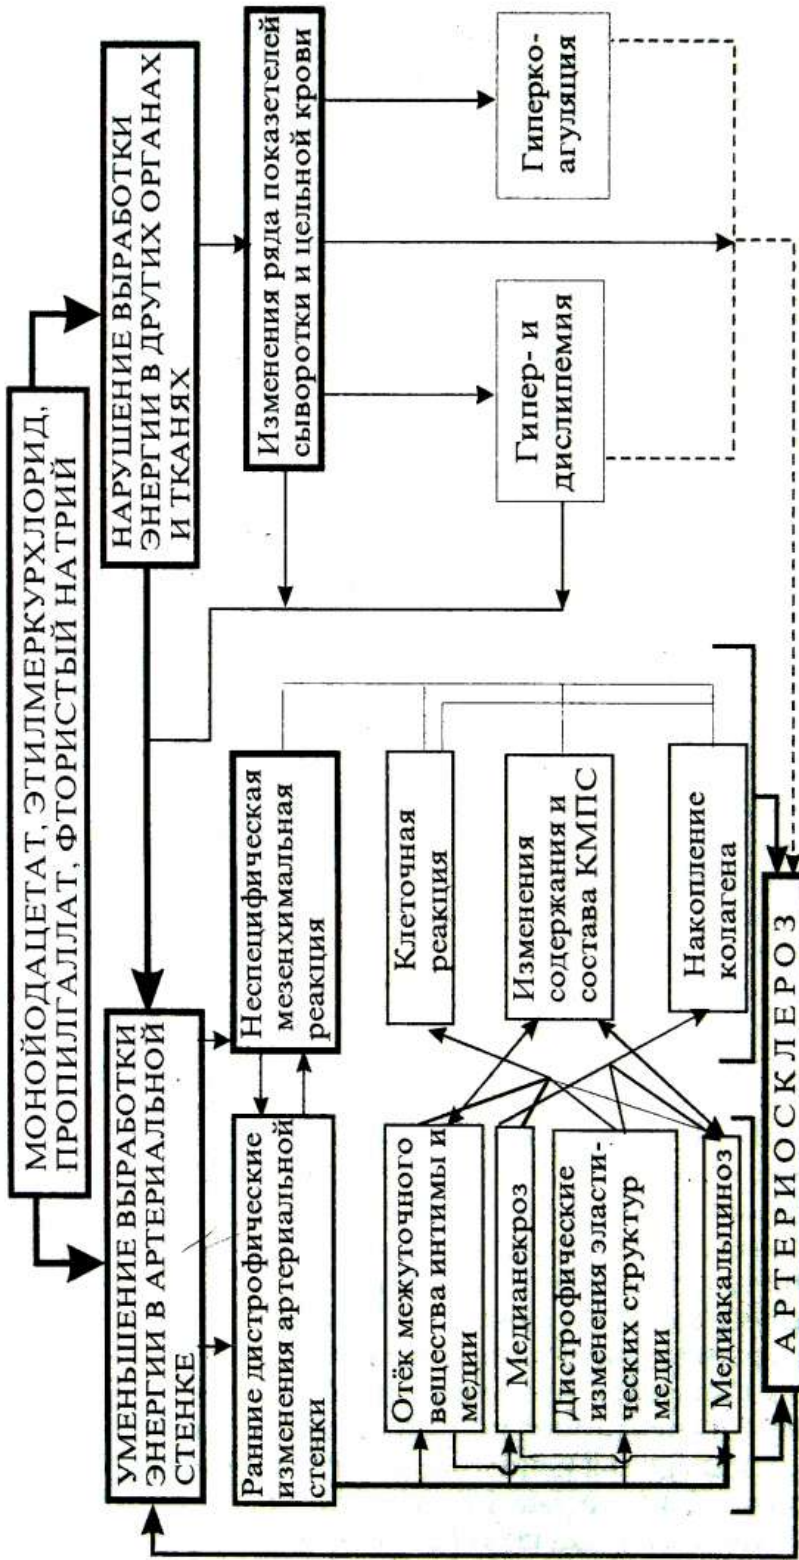 МОНОЙОДАЦЕТАТ, ЭТИЛМЕРКУРХЛОРИД,
ПРОПИЛГАЛЛАТ, ФТОРИСТЫЙ НАТРИЙ
УМЕНЬШЕНИЕ ВЫРАБОТКИ
ЭНЕРГИИ В АРТЕРИАЛЬНОЙ
СТЕНКЕ
НАРУШЕНИЕ ВЫРАБОТКИ
ЭНЕРГИИ В ДРУГИХ ОРГАНАХ
И ТКАНЯХ
Ранние дистрофические
изменения артериальной
стенки
Неспецифическая
мезенхимальная
реакция
Изменения ряда показетелей
сыворотки и цельной крови
Отёк межуточного
вещества интимы и
медии
Медианекроз
Дистрофические
изменения эласти-
ческих структур
медии
Медиакальциноз
Клеточная
реакция
Изменения
содержания и
состава КМПС
Накопление
колагена
Гипер- и
дислипемия
Гиперко-
агуляция
АРТЕРИОСКЛЕРОЗ